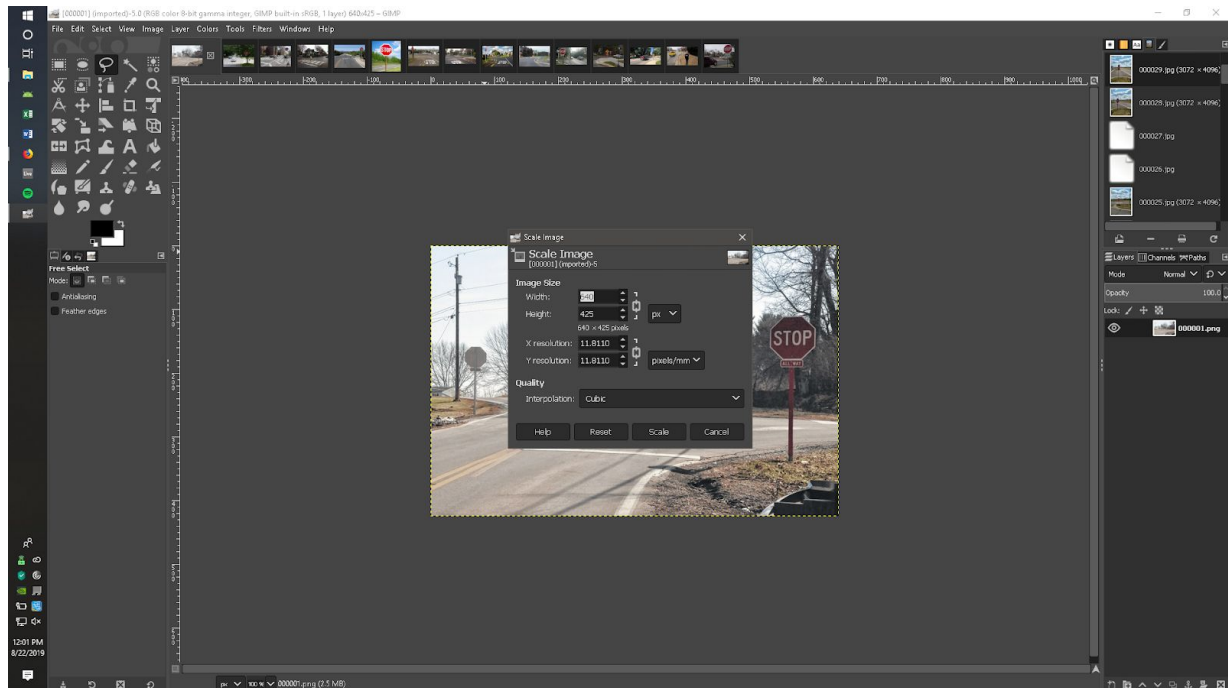 [000001] (imported)-5.0 (RGB color 8-bit gamma integer, GIMP built-in sRGB, 1 layer) 640x425 – GIMP
File Edit Select View Image Layer Colors Tools Filters Windows Help
000029.jpg (3072 × 4096)
000028.jpg (3072 × 4096)
000027.jpg
000026.jpg
000025.jpg (3072 × 4096)
Layers Channels Paths
Mode Normal
Opacity 100.0
Lock:
000001.png
Free Select
Mode:
Antialiasing
Feather edges
Scale Image
Scale Image
[000001] (imported)-5
Image Size
Width: 640
Height: 425 px
640 × 425 pixels
X resolution: 11.8110
Y resolution: 11.8110 pixels/mm
Quality
Interpolation: Cubic
Help Reset Scale Cancel
STOP
12:01 PM
8/22/2019
px 100 % 000001.png (2.5 MB)